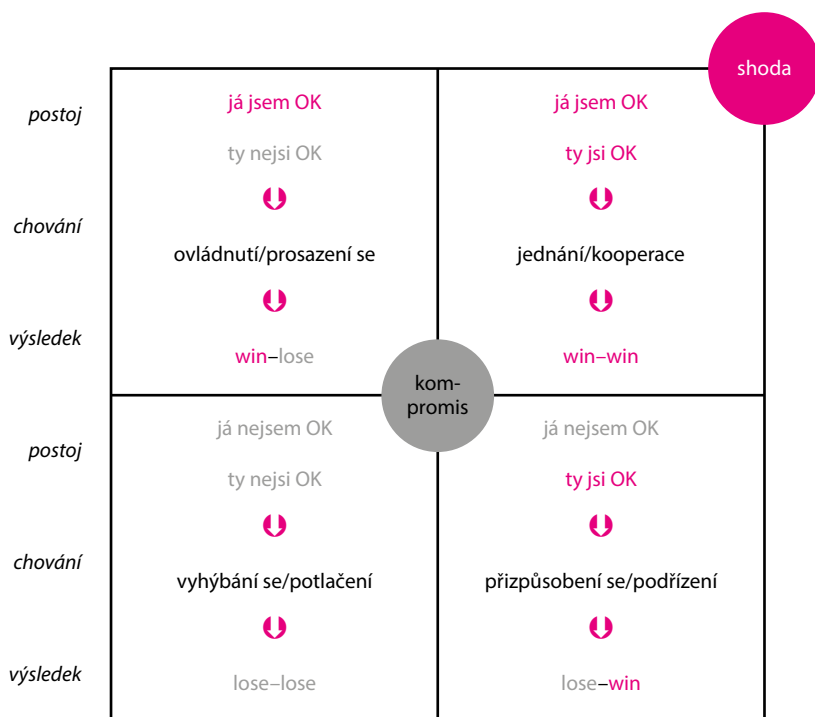 shoda
postoj
já jsem OK
já jsem OK
ty nejsi OK
ty jsi OK
chování
ovládnutí/prosazení se
jednání/kooperace
výsledek
win–lose
win–win
kom-
promis
postoj
já nejsem OK
já nejsem OK
ty nejsi OK
ty jsi OK
chování
vyhýbání se/potlačení
přizpůsobení se/podřízení
výsledek
lose–lose
lose–win